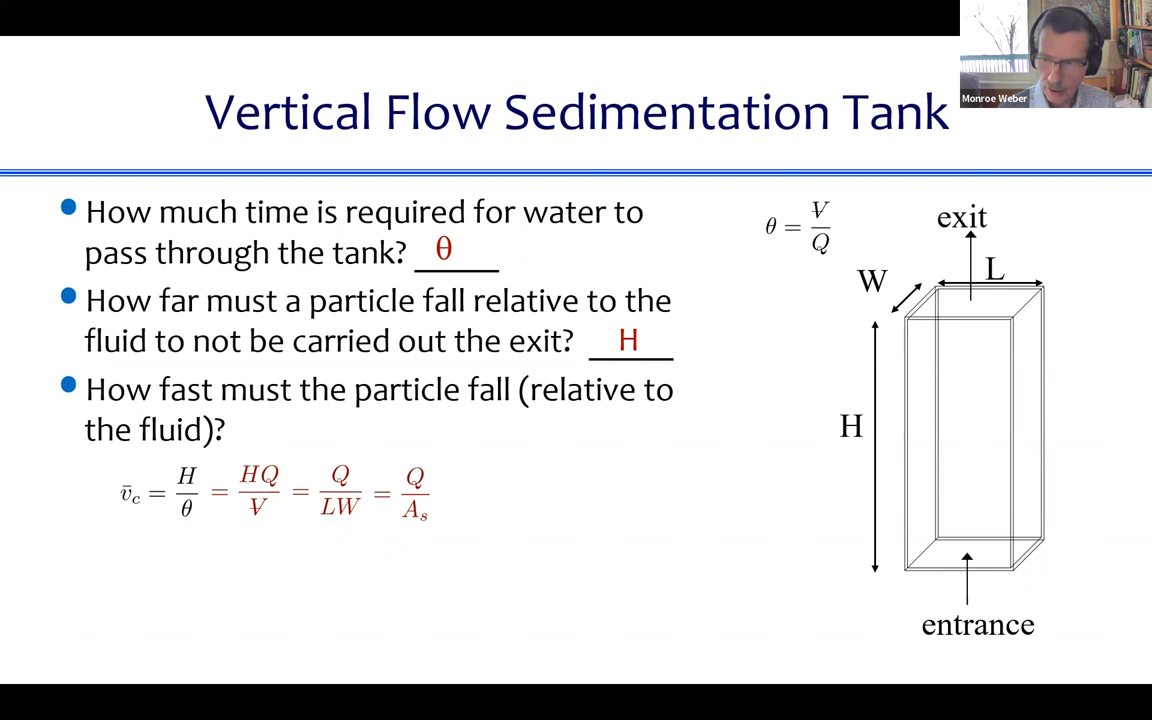 Monroe Weber
Vertical Flow Sedimentation Tank
How much time is required for water to
pass through the tank? θ
How far must a particle fall relative to the
fluid to not be carried out the exit? H
How fast must the particle fall (relative to
the fluid)?
v̄_c = H/θ = HQ/V̶ = Q/LW = Q/A_s
θ = V̶/Q
exit
W
L
H
entrance